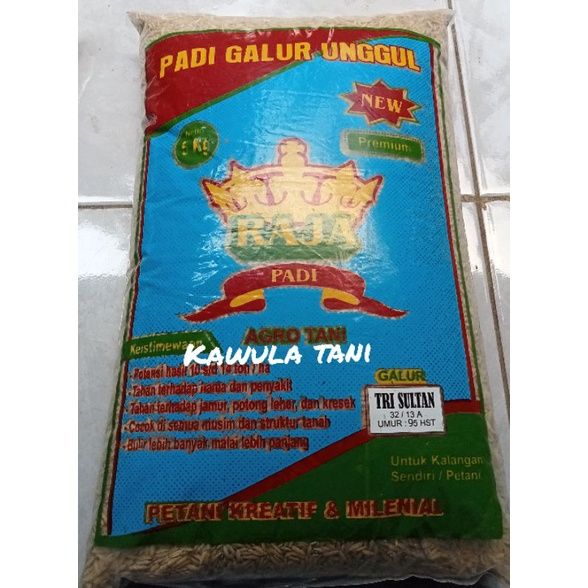 PADI GALUR UNGGUL
NEW
Premium
Netto
5 Kg
RAJA
PADI
AGRO TANI
KAWULA TANI
Keistimewaan
- Potensi hasil 10 s/d 14 ton / ha
- Tahan terhadap hama dan penyakit
- Tahan terhadap jamur, potong leher, dan kresek
- Cocok di semua musim dan struktur tanah
- Bulir lebih banyak malai lebih panjang
GALUR
TRI SULTAN
32 / 13 A
UMUR : 95 HST
Untuk Kalangan
Sendiri / Petani
PETANI KREATIF & MILENIAL